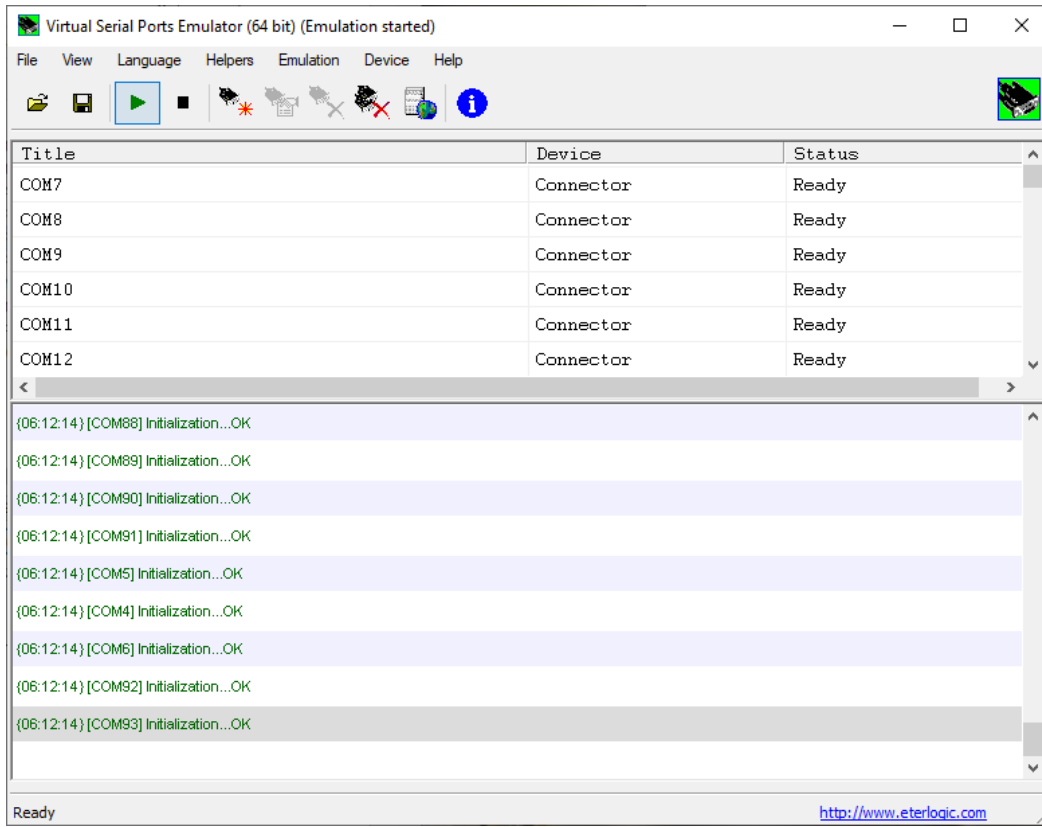 Virtual Serial Ports Emulator (64 bit) (Emulation started)
File View Language Helpers Emulation Device Help
Title Device Status
COM7 Connector Ready
COM8 Connector Ready
COM9 Connector Ready
COM10 Connector Ready
COM11 Connector Ready
COM12 Connector Ready
{06:12:14} [COM88] Initialization...OK
{06:12:14} [COM89] Initialization...OK
{06:12:14} [COM90] Initialization...OK
{06:12:14} [COM91] Initialization...OK
{06:12:14} [COM5] Initialization...OK
{06:12:14} [COM4] Initialization...OK
{06:12:14} [COM6] Initialization...OK
{06:12:14} [COM92] Initialization...OK
{06:12:14} [COM93] Initialization...OK
Ready http://www.eterlogic.com